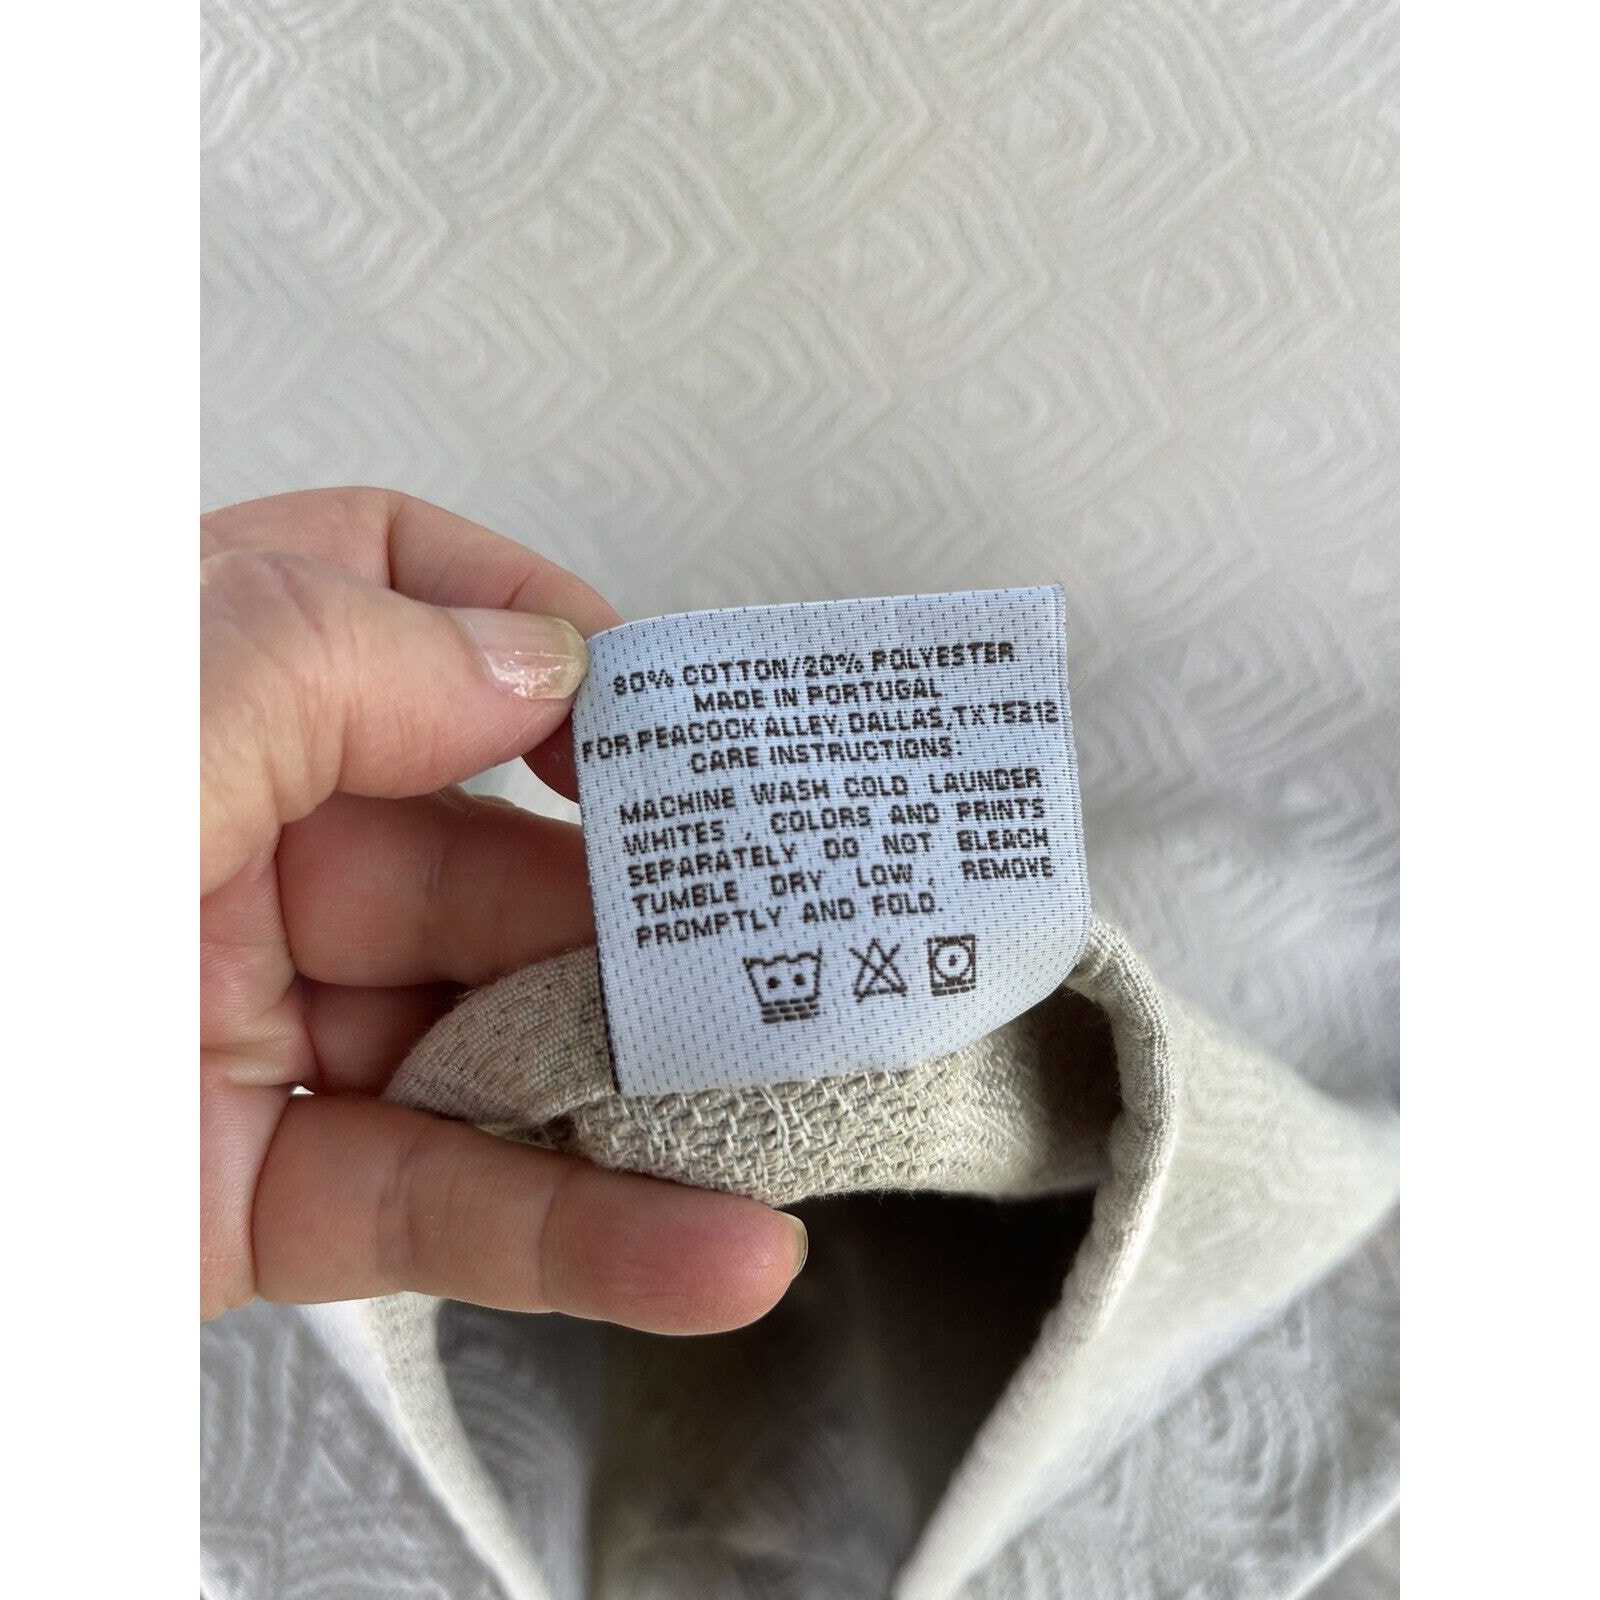 80% COTTON/20% POLYESTER
MADE IN PORTUGAL
FOR PEACOCK ALLEY, DALLAS, TX 75212
CARE INSTRUCTIONS:
MACHINE WASH COLD LAUNDER
WHITES , COLORS AND PRINTS
SEPARATELY DO NOT BLEACH
TUMBLE DRY LOW , REMOVE
PROMPTLY AND FOLD.